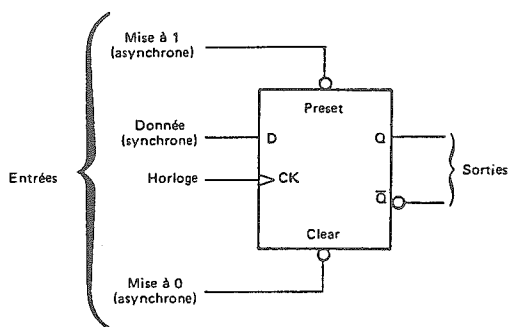 Mise à 1
(asynchrone)
Preset
Donnée
(synchrone)
D
Q
Entrées
Horloge
CK
Sorties
Q̅
Clear
Mise à 0
(asynchrone)